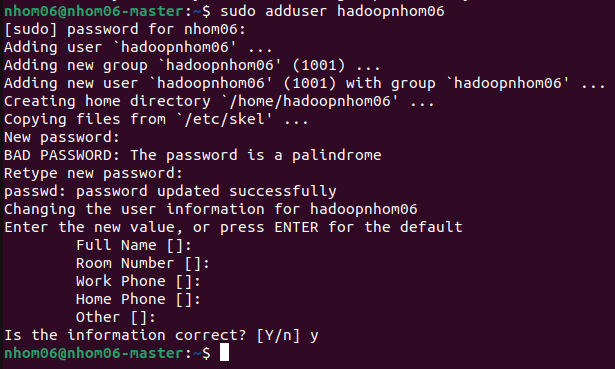 nhom06@nhom06-master:~$ sudo adduser hadoopnhom06
[sudo] password for nhom06:
Adding user `hadoopnhom06' ...
Adding new group `hadoopnhom06' (1001) ...
Adding new user `hadoopnhom06' (1001) with group `hadoopnhom06' ...
Creating home directory `/home/hadoopnhom06' ...
Copying files from `/etc/skel' ...
New password:
BAD PASSWORD: The password is a palindrome
Retype new password:
passwd: password updated successfully
Changing the user information for hadoopnhom06
Enter the new value, or press ENTER for the default
Full Name []:
Room Number []:
Work Phone []:
Home Phone []:
Other []:
Is the information correct? [Y/n] y
nhom06@nhom06-master:~$